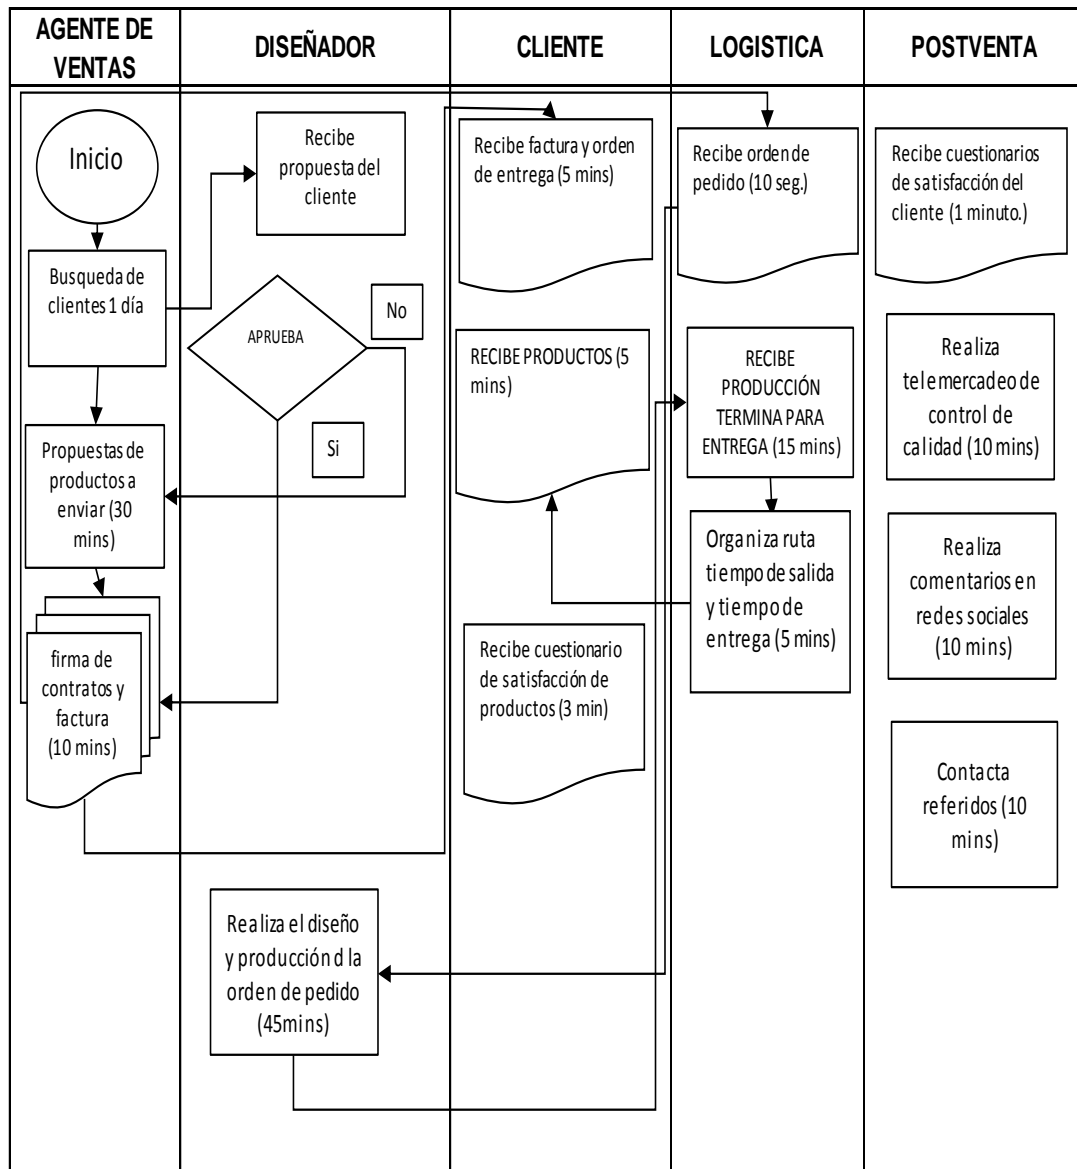 AGENTE DE
VENTAS
DISEÑADOR
CLIENTE
LOGISTICA
POSTVENTA
Inicio
Busqueda de
clientes 1 día
Propuestas de
productos a
enviar (30
mins)
firma de
contratos y
factura
(10 mins)
Recibe
propuesta del
cliente
APRUEBA
No
Si
Realiza el diseño
y producción d la
orden de pedido
(45mins)
Recibe factura y orden
de entrega (5 mins)
RECIBE PRODUCTOS (5
mins)
Recibe cuestionario
de satisfacción de
productos (3 min)
Recibe orden de
pedido (10 seg.)
RECIBE
PRODUCCIÓN
TERMINA PARA
ENTREGA (15 mins)
Organiza ruta
tiempo de salida
y tiempo de
entrega (5 mins)
Recibe cuestionarios
de satisfacción del
cliente (1 minuto.)
Realiza
telemercadeo de
control de
calidad (10 mins)
Realiza
comentarios en
redes sociales
(10 mins)
Contacta
referidos (10
mins)